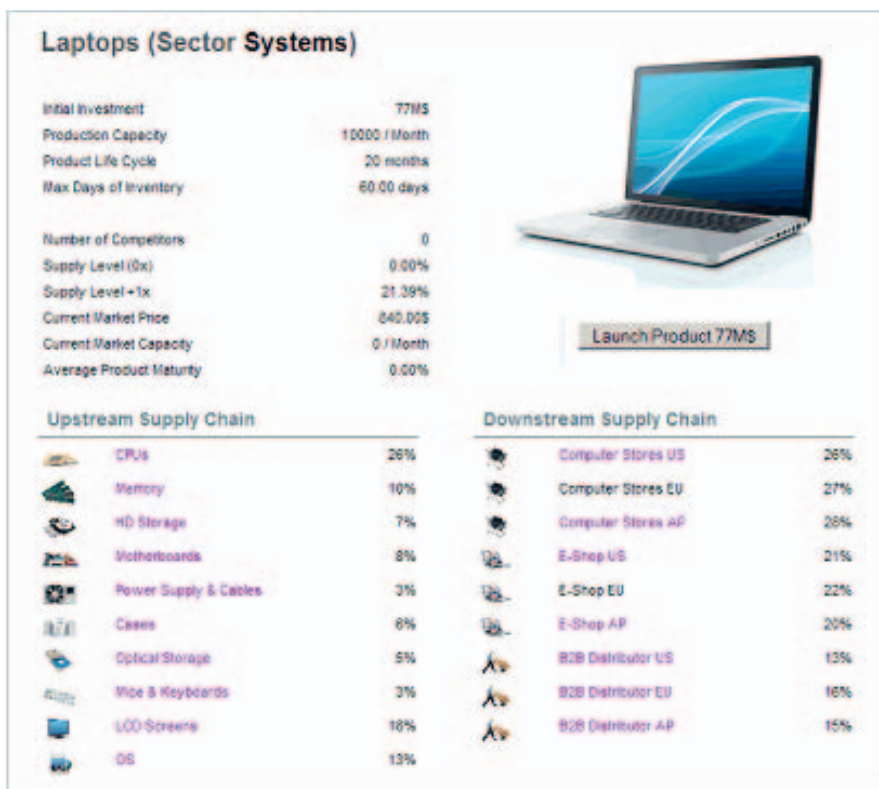 Laptops (Sector Systems)
Initial Investment 77M$
Production Capacity 10000 / Month
Product Life Cycle 20 months
Max Days of Inventory 60.00 days
Number of Competitors 0
Supply Level (0x) 0.00%
Supply Level +1x 21.39%
Current Market Price 840.00$
Current Market Capacity 0 / Month
Average Product Maturity 0.00%
Launch Product 77M$
Upstream Supply Chain
CPUs 26%
Memory 10%
HD Storage 7%
Motherboards 8%
Power Supply & Cables 3%
Cases 6%
Optical Storage 5%
Mice & Keyboards 3%
LCD Screens 18%
OS 13%
Downstream Supply Chain
Computer Stores US 26%
Computer Stores EU 27%
Computer Stores AP 28%
E-Shop US 21%
E-Shop EU 22%
E-Shop AP 20%
B2B Distributor US 13%
B2B Distributor EU 16%
B2B Distributor AP 15%